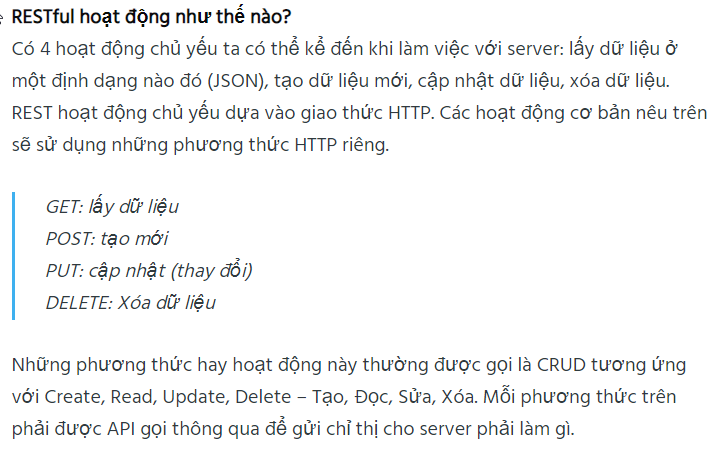 RESTful hoạt động như thế nào?
Có 4 hoạt động chủ yếu ta có thể kể đến khi làm việc với server: lấy dữ liệu ở
một định dạng nào đó (JSON), tạo dữ liệu mới, cập nhật dữ liệu, xóa dữ liệu.
REST hoạt động chủ yếu dựa vào giao thức HTTP. Các hoạt động cơ bản nêu trên
sẽ sử dụng những phương thức HTTP riêng.
GET: lấy dữ liệu
POST: tạo mới
PUT: cập nhật (thay đổi)
DELETE: Xóa dữ liệu
Những phương thức hay hoạt động này thường được gọi là CRUD tương ứng
với Create, Read, Update, Delete – Tạo, Đọc, Sửa, Xóa. Mỗi phương thức trên
phải được API gọi thông qua để gửi chỉ thị cho server phải làm gì.